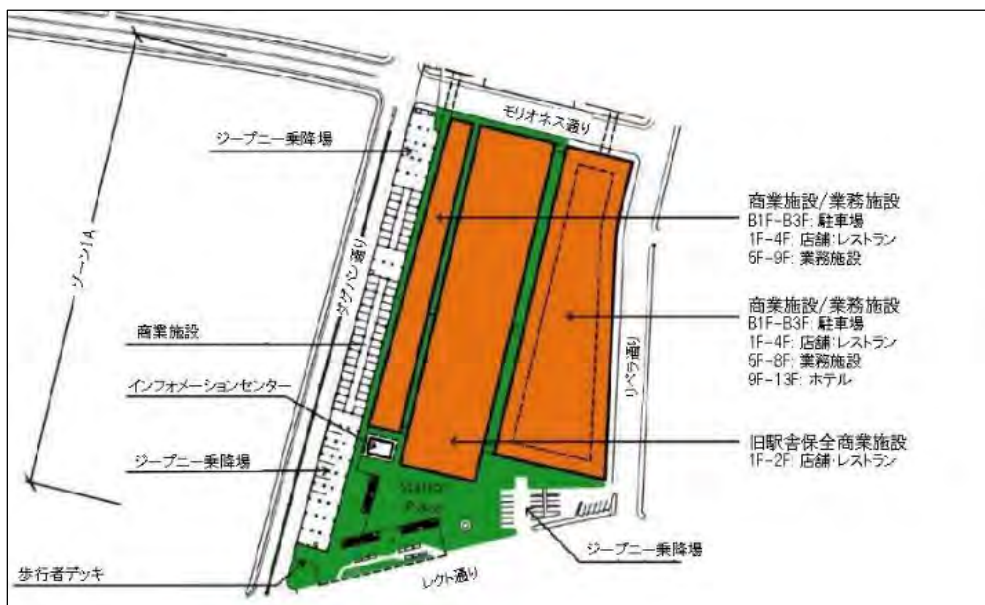 モリオネス通り
ジープニー乗降場
商業施設/業務施設
B1F-B3F: 駐車場
1F-4F: 店舗・レストラン
5F-9F: 業務施設
ゾーン1A
ツツバン通り
商業施設/業務施設
B1F-B3F: 駐車場
1F-4F: 店舗・レストラン
5F-8F: 業務施設
9F-13F: ホテル
商業施設
リベラ通り
インフォメーションセンター
旧駅舎保全商業施設
1F-2F: 店舗・レストラン
ジープニー乗降場
Station
Place
ジープニー乗降場
歩行者デッキ
レクト通り